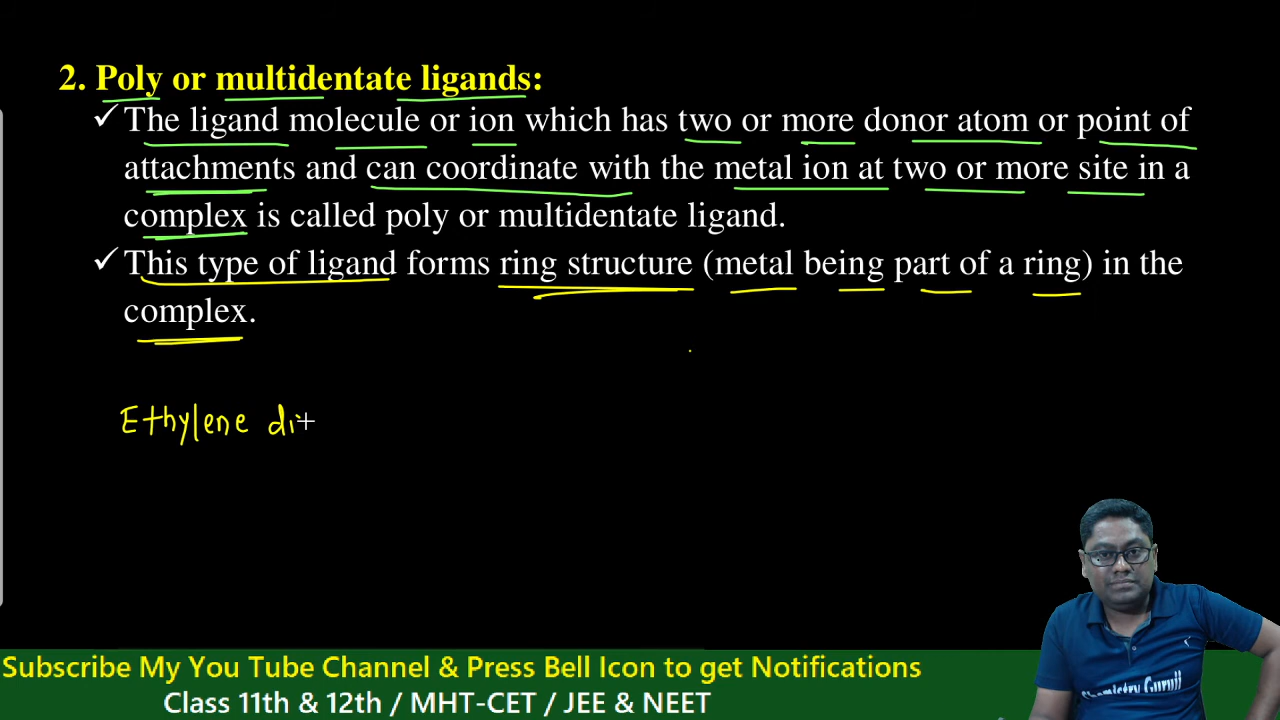 2. Poly or multidentate ligands:
✓ The ligand molecule or ion which has two or more donor atom or point of
attachments and can coordinate with the metal ion at two or more site in a
complex is called poly or multidentate ligand.
✓ This type of ligand forms ring structure (metal being part of a ring) in the
complex.
Ethylene di
Chemistry Guruji
Subscribe My You Tube Channel & Press Bell Icon to get Notifications
Class 11th & 12th / MHT-CET / JEE & NEET